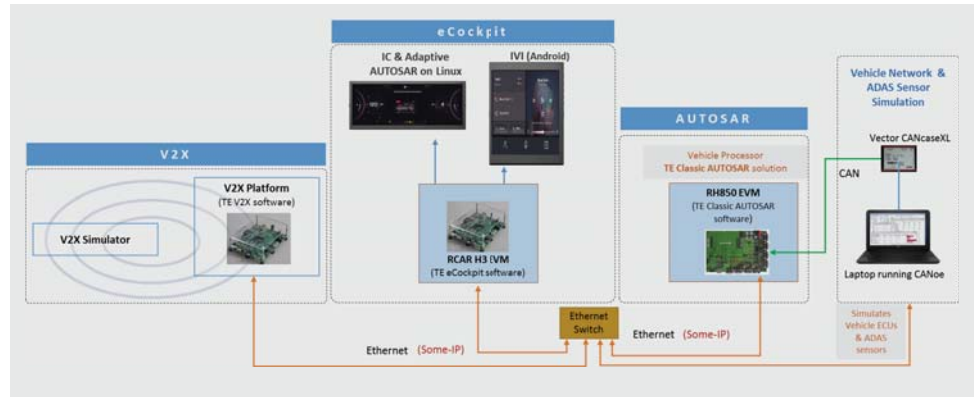 eCockpit
IC & Adaptive
AUTOSAR on Linux
IVI (Android)
Vehicle Network &
ADAS Sensor
Simulation
AUTOSAR
Vector CANcaseXL
V2X
Vehicle Processor
TE Classic AUTOSAR solution
CAN
V2X Platform
(TE V2X software)
RH850 EVM
(TE Classic AUTOSAR
software)
V2X Simulator
RCAR H3 EVM
(TE eCockpit software)
Laptop running CANoe
Ethernet
Switch
Simulates
Vehicle ECUs
& ADAS
sensors
Ethernet (Some-IP)
Ethernet (Some-IP)